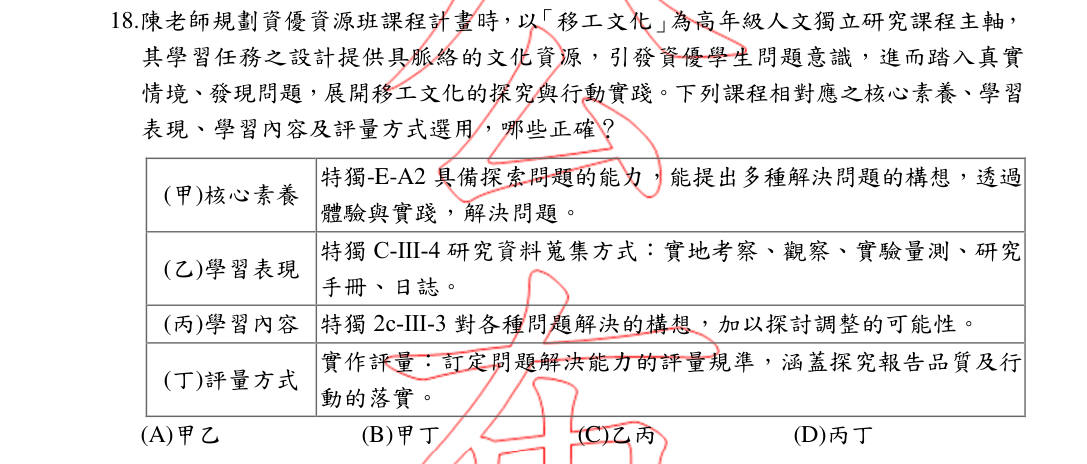 18.陳老師規劃資優資源班課程計畫時，以「移工文化」為高年級人文獨立研究課程主軸，
其學習任務之設計提供具脈絡的文化資源，引發資優學生問題意識，進而踏入真實
情境、發現問題，展開移工文化的探究與行動實踐。下列課程相對應之核心素養、學習
表現、學習內容及評量方式選用，哪些正確？
(甲)核心素養
特獨-E-A2 具備探索問題的能力，能提出多種解決問題的構想，透過
體驗與實踐，解決問題。
(乙)學習表現
特獨 C-III-4 研究資料蒐集方式：實地考察、觀察、實驗量測、研究
手冊、日誌。
(丙)學習內容
特獨 2c-III-3 對各種問題解決的構想，加以探討調整的可能性。
(丁)評量方式
實作評量：訂定問題解決能力的評量規準，涵蓋探究報告品質及行
動的落實。
(A)甲乙 (B)甲丁 (C)乙丙 (D)丙丁